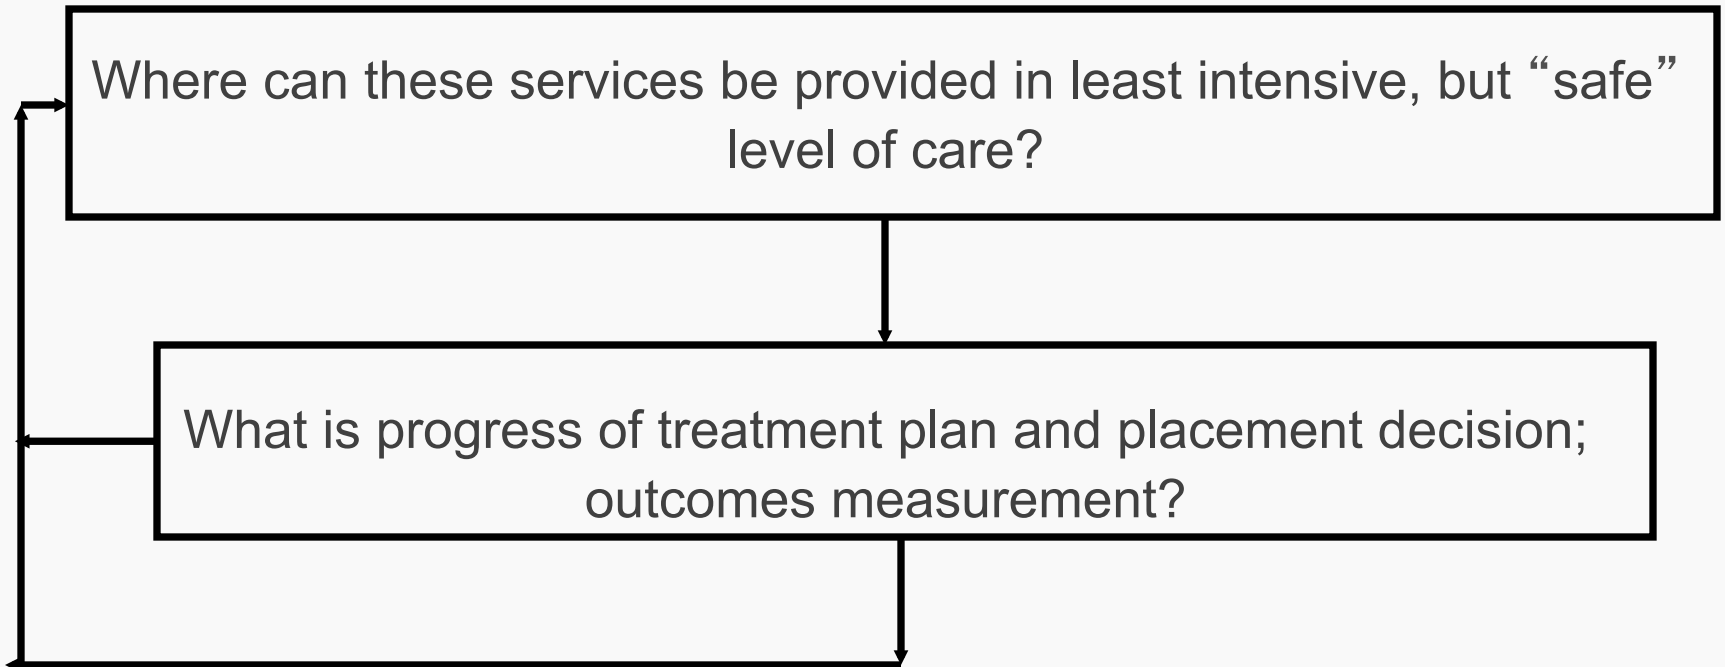 Where can these services be provided in least intensive, but “safe”
level of care?
What is progress of treatment plan and placement decision;
outcomes measurement?